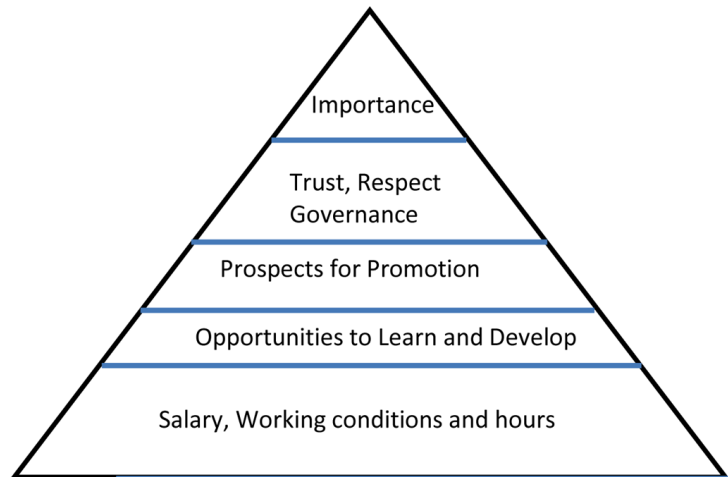 Importance
Trust, Respect
Governance
Prospects for Promotion
Opportunities to Learn and Develop
Salary, Working conditions and hours